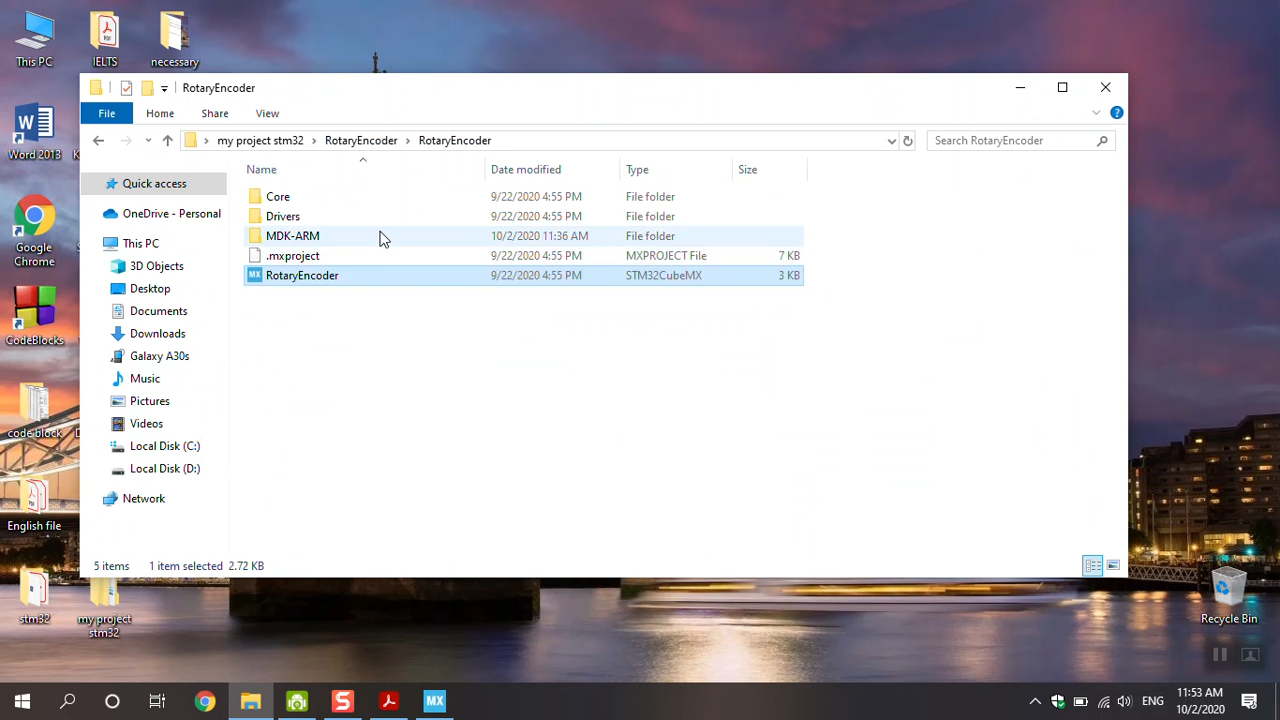 This PC
IELTS
necessary
RotaryEncoder
File
Home
Share
View
my project stm32
RotaryEncoder
RotaryEncoder
Search RotaryEncoder
Word 2013
Quick access
Name
Date modified
Type
Size
Core
9/22/2020 4:55 PM
File folder
Drivers
9/22/2020 4:55 PM
File folder
MDK-ARM
10/2/2020 11:36 AM
File folder
.mxproject
9/22/2020 4:55 PM
MXPROJECT File
7 KB
MX
RotaryEncoder
9/22/2020 4:55 PM
STM32CubeMX
3 KB
OneDrive - Personal
This PC
3D Objects
Desktop
Documents
Downloads
Galaxy A30s
Music
Pictures
Videos
Local Disk (C:)
Local Disk (D:)
Network
Google
Chrome
CodeBlocks
code block
English file
5 items
1 item selected 2.72 KB
stm32
my project
stm32
Recycle Bin
MX
ENG
11:53 AM
10/2/2020